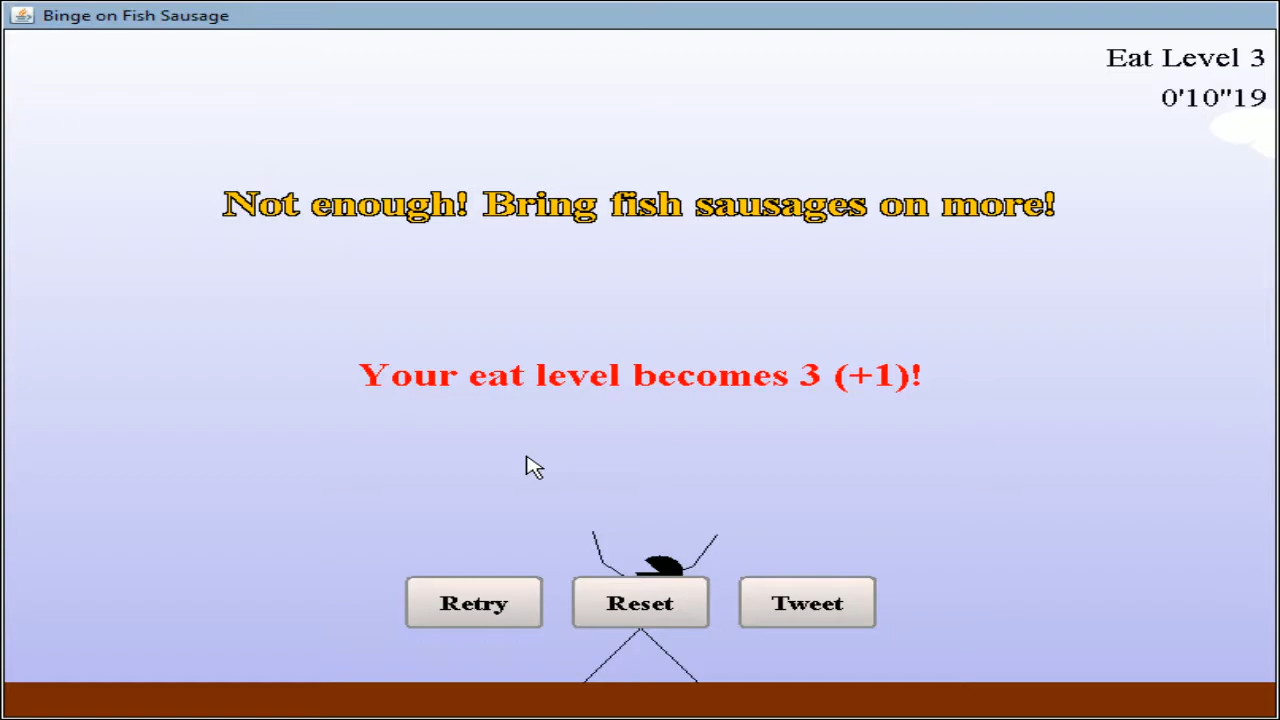 Binge on Fish Sausage
Eat Level 3
0'10"19
Not enough! Bring fish sausages on more!
Your eat level becomes 3 (+1)!
Retry
Reset
Tweet